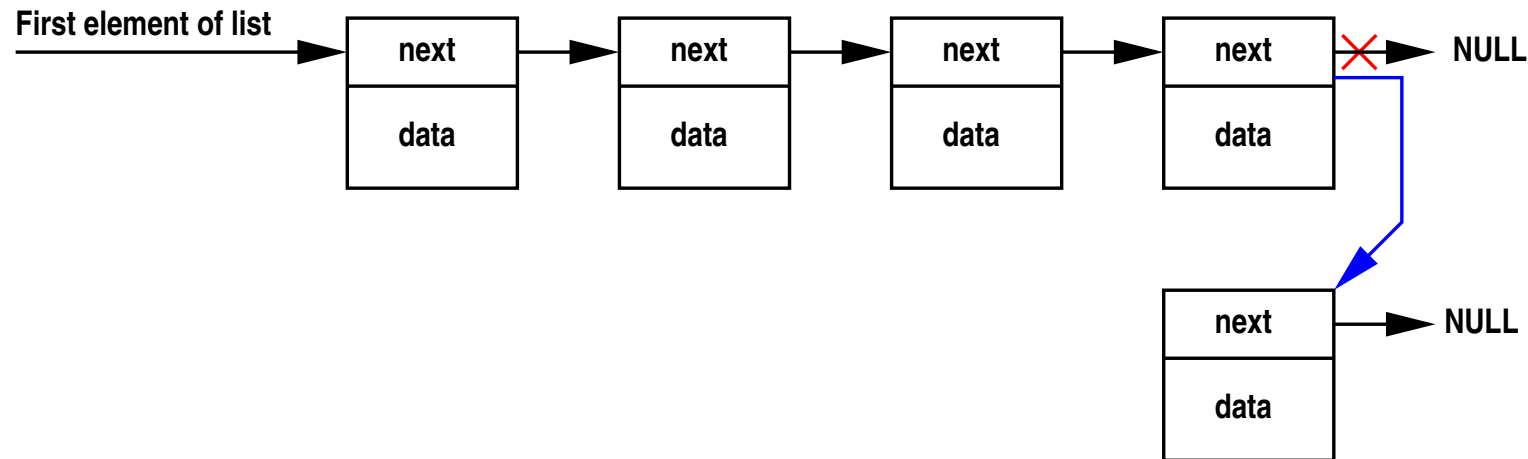 First element of list
next next next next NULL
data data data data
next NULL
data